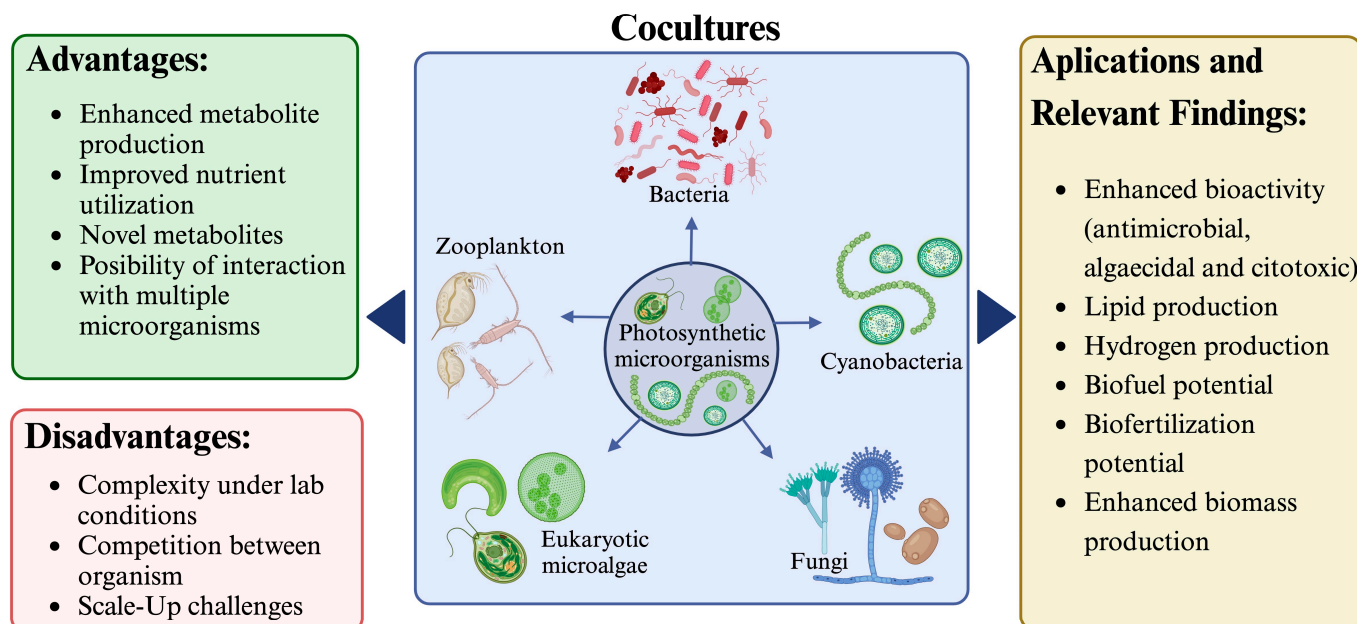 Cocultures
Advantages:
• Enhanced metabolite
production
• Improved nutrient
utilization
• Novel metabolites
• Posibility of interaction
with multiple
microorganisms
Disadvantages:
• Complexity under lab
conditions
• Competition between
organism
• Scale-Up challenges
Bacteria
Zooplankton
Photosynthetic
microorganisms
Cyanobacteria
Eukaryotic
microalgae
Fungi
Aplications and
Relevant Findings:
• Enhanced bioactivity
(antimicrobial,
algaecidal and citotoxic)
• Lipid production
• Hydrogen production
• Biofuel potential
• Biofertilization
potential
• Enhanced biomass
production